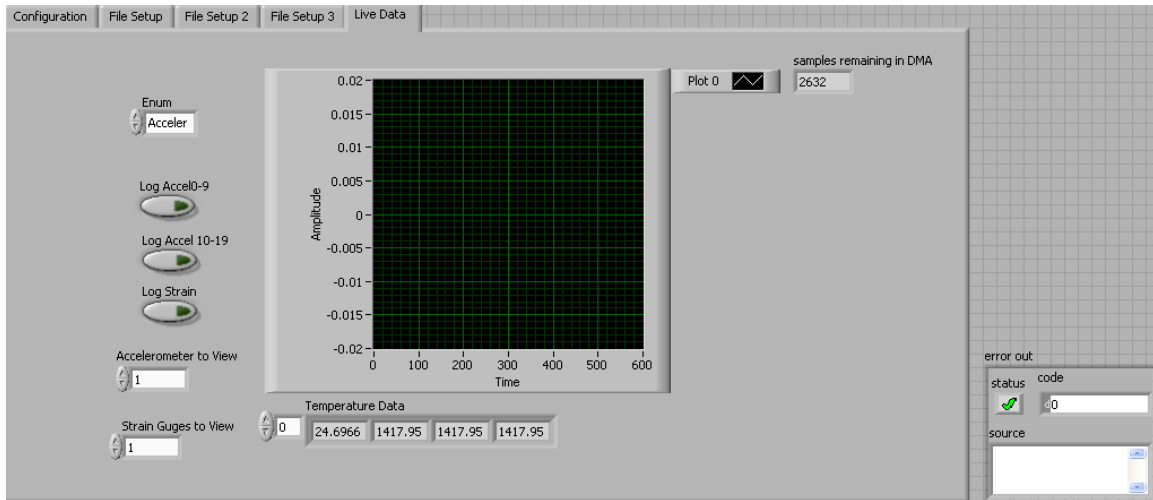 Configuration File Setup File Setup 2 File Setup 3 Live Data
samples remaining in DMA
Plot 0
2632
Enum
Acceler
Log Accel0-9
Log Accel 10-19
Log Strain
Accelerometer to View
1
Strain Guges to View
1
Amplitude
0.02
0.015
0.01
0.005
0
-0.005
-0.01
-0.015
-0.02
0 100 200 300 400 500 600
Time
Temperature Data
0 24.6966 1417.95 1417.95 1417.95
error out
status code
d0
source